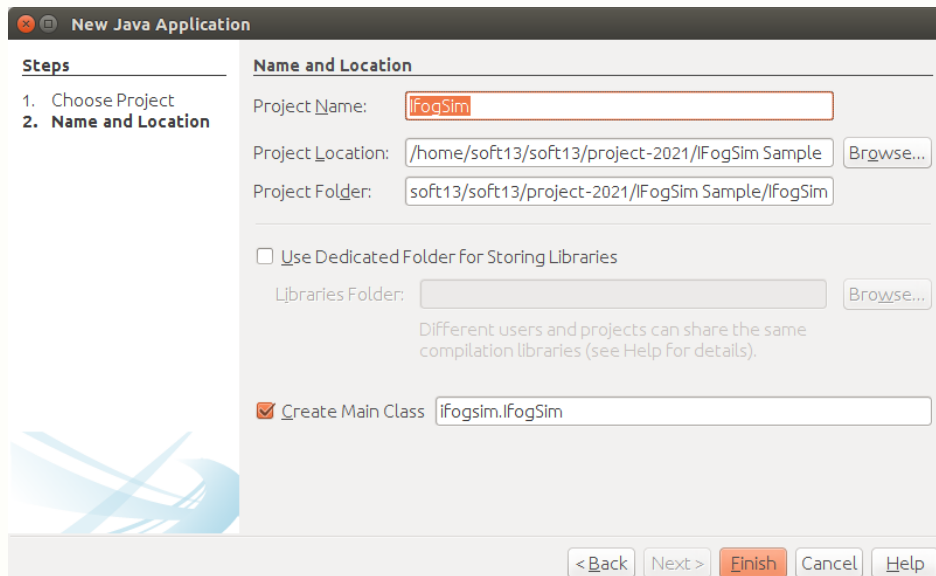 New Java Application
Steps
1. Choose Project
2. Name and Location
Name and Location
Project Name: IfogSim
Project Location: /home/soft13/soft13/project-2021/IFogSim Sample Browse...
Project Folder: soft13/soft13/project-2021/IFogSim Sample/IfogSim
Use Dedicated Folder for Storing Libraries
Libraries Folder: Browse...
Different users and projects can share the same
compilation libraries (see Help for details).
Create Main Class ifogsim.IfogSim
< Back Next > Finish Cancel Help